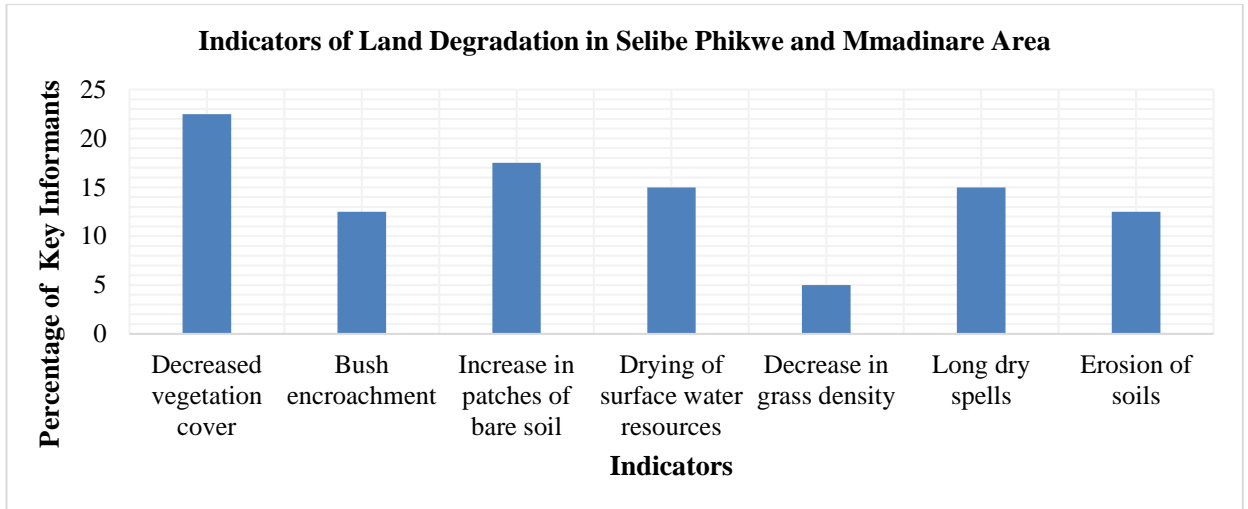 Indicators of Land Degradation in Selibe Phikwe and Mmadinare Area
Percentage of Key Informants
25
20
15
10
5
0
Decreased
vegetation
cover
Bush
encroachment
Increase in
patches of
bare soil
Drying of
surface water
resources
Decrease in
grass density
Long dry
spells
Erosion of
soils
Indicators